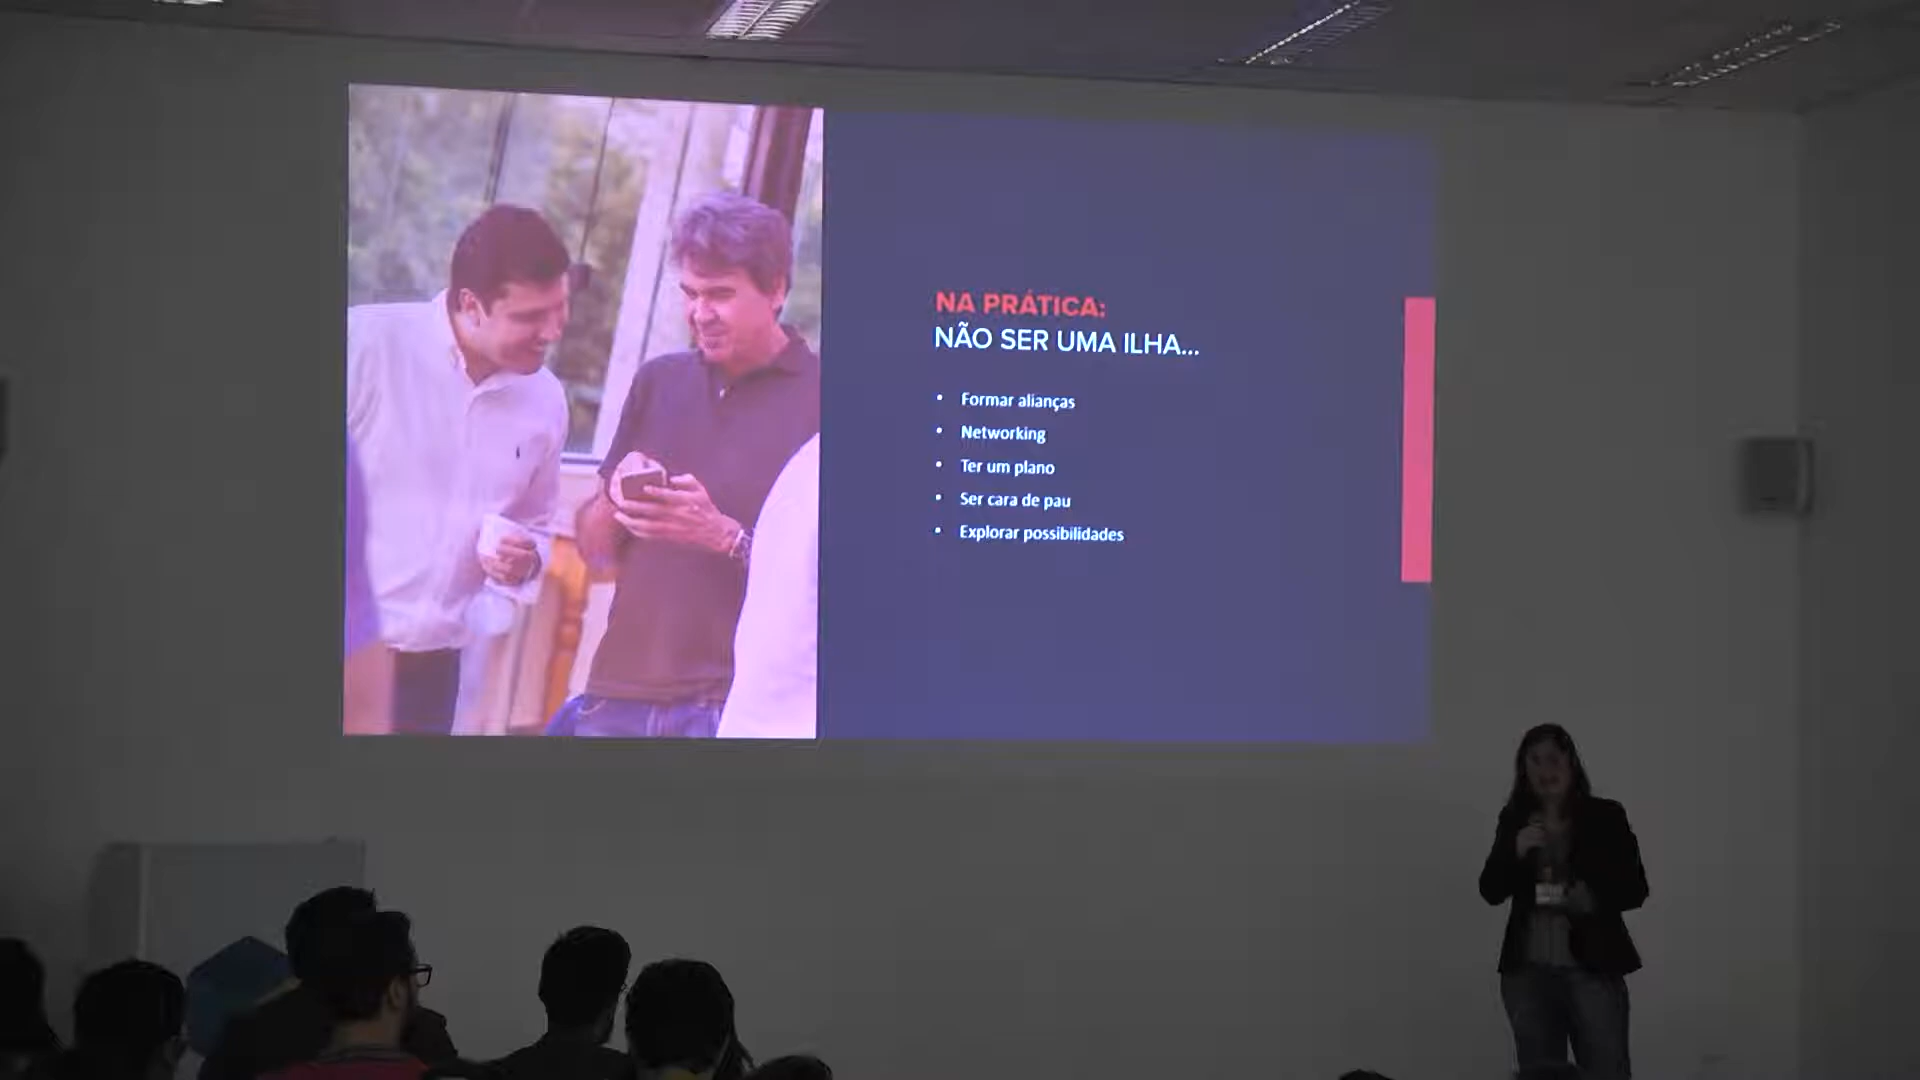 NA PRÁTICA:
NÃO SER UMA ILHA...
• Formar alianças
• Networking
• Ter um plano
• Ser cara de pau
• Explorar possibilidades